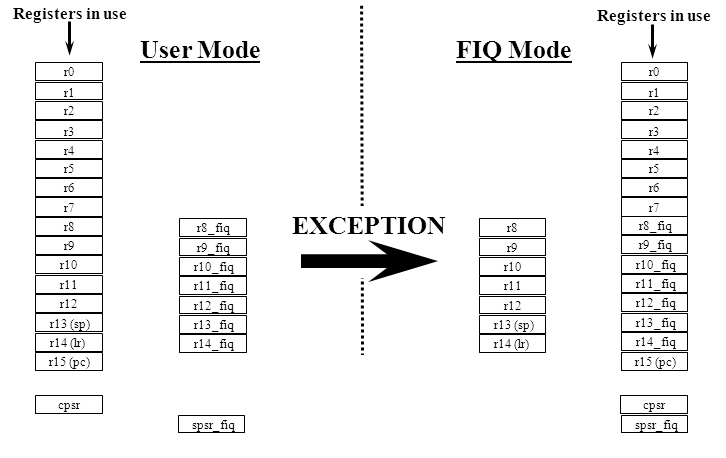 Registers in use
User Mode
r0
r1
r2
r3
r4
r5
r6
r7
r8
r9
r10
r11
r12
r13 (sp)
r14 (lr)
r15 (pc)
cpsr
r8_fiq
r9_fiq
r10_fiq
r11_fiq
r12_fiq
r13_fiq
r14_fiq
spsr_fiq
EXCEPTION
FIQ Mode
r8
r9
r10
r11
r12
r13 (sp)
r14 (lr)
Registers in use
r0
r1
r2
r3
r4
r5
r6
r7
r8_fiq
r9_fiq
r10_fiq
r11_fiq
r12_fiq
r13_fiq
r14_fiq
r15 (pc)
cpsr
spsr_fiq